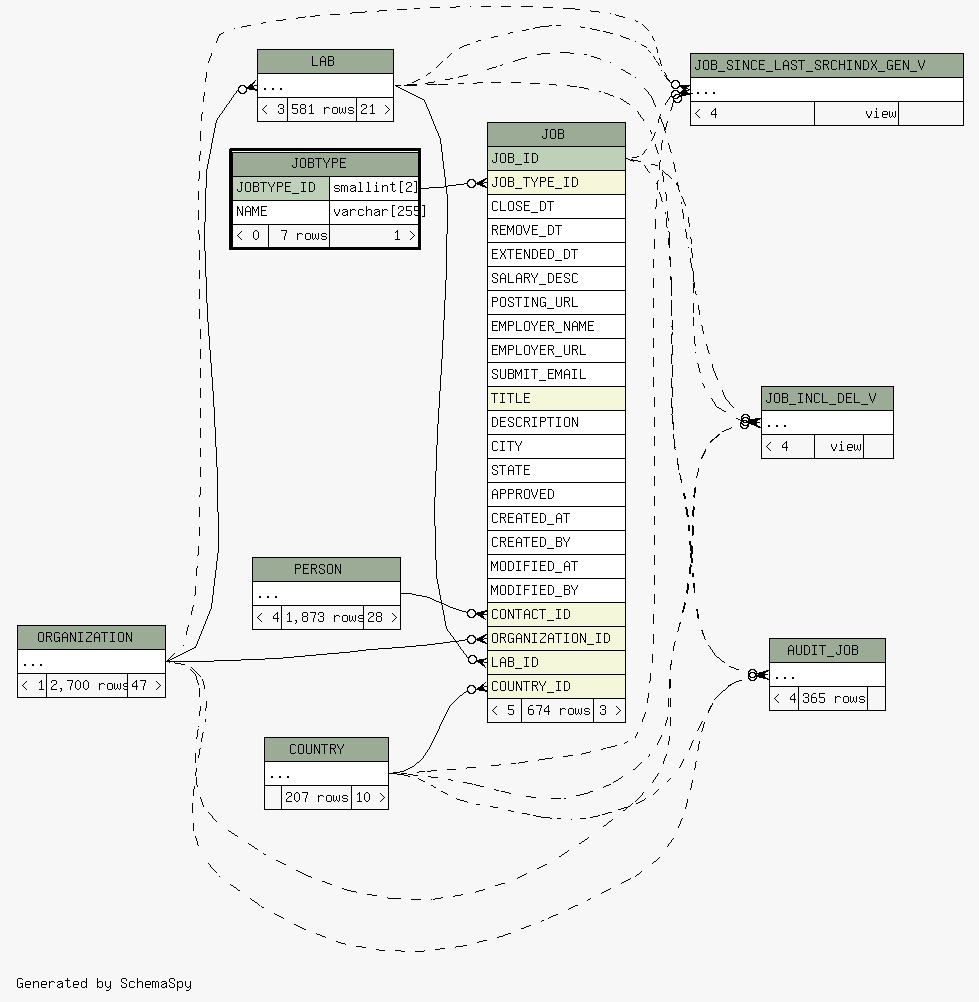 LAB
...
< 3 581 rows 21 >
JOB_SINCE_LAST_SRCHINDX_GEN_V
...
< 4 view
JOBTYPE
JOBTYPE_ID smallint[2]
NAME varchar[255]
< 0 7 rows 1 >
JOB
JOB_ID
JOB_TYPE_ID
CLOSE_DT
REMOVE_DT
EXTENDED_DT
SALARY_DESC
POSTING_URL
EMPLOYER_NAME
EMPLOYER_URL
SUBMIT_EMAIL
TITLE
DESCRIPTION
CITY
STATE
APPROVED
CREATED_AT
CREATED_BY
MODIFIED_AT
MODIFIED_BY
CONTACT_ID
ORGANIZATION_ID
LAB_ID
COUNTRY_ID
< 5 674 rows 3 >
JOB_INCL_DEL_V
...
< 4 view
PERSON
...
< 4 1,873 rows 28 >
ORGANIZATION
...
< 1 2,700 rows 47 >
AUDIT_JOB
...
< 4 365 rows
COUNTRY
...
207 rows 10 >
Generated by SchemaSpy